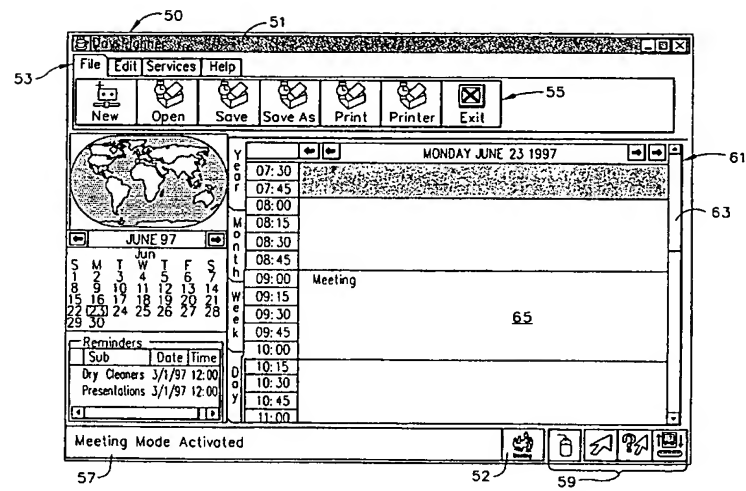 50
51
Day Planner
53
File Edit Services Help
New Open Save Save As Print Printer Exit
55
Year
Month
Week
Day
MONDAY JUNE 23 1997
61
63
07:30
07:45
08:00
08:15
08:30
08:45
09:00 Meeting
09:15
09:30
09:45
10:00
10:15
10:30
10:45
11:00
65
JUNE 97
Jun
S M T W T F S
1 2 3 4 5 6 7
8 9 10 11 12 13 14
15 16 17 18 19 20 21
22 23 24 25 26 27 28
29 30
Reminders
Sub Date Time
Dry Cleaners 3/1/97 12:00
Presentations 3/1/97 12:00
Meeting Mode Activated
57
52
59